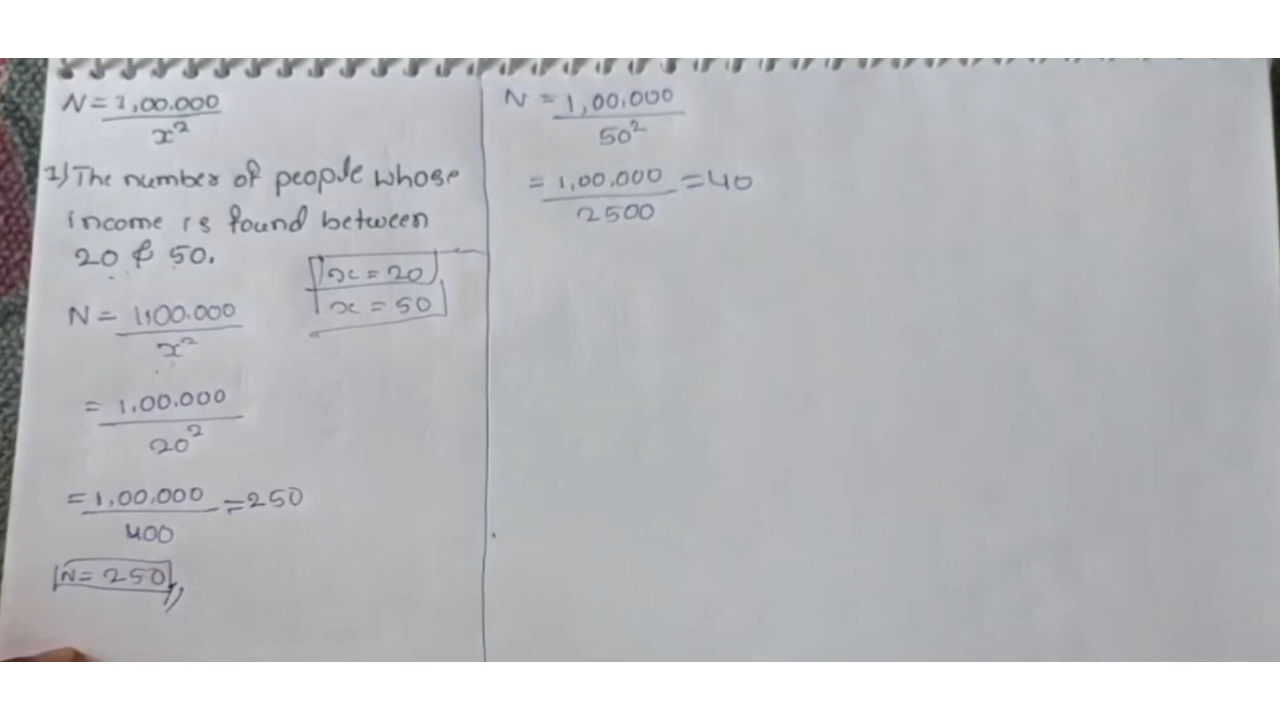 N = 1,00.000
x²
1) The number of people whose
income is found between
20 & 50.
x = 20
x = 50
N = 1,00.000
x²
= 1,00.000
20²
= 1,00,000 = 250
400
N = 250
N = 1,00,000
50²
= 1,00,000 = 40
2500